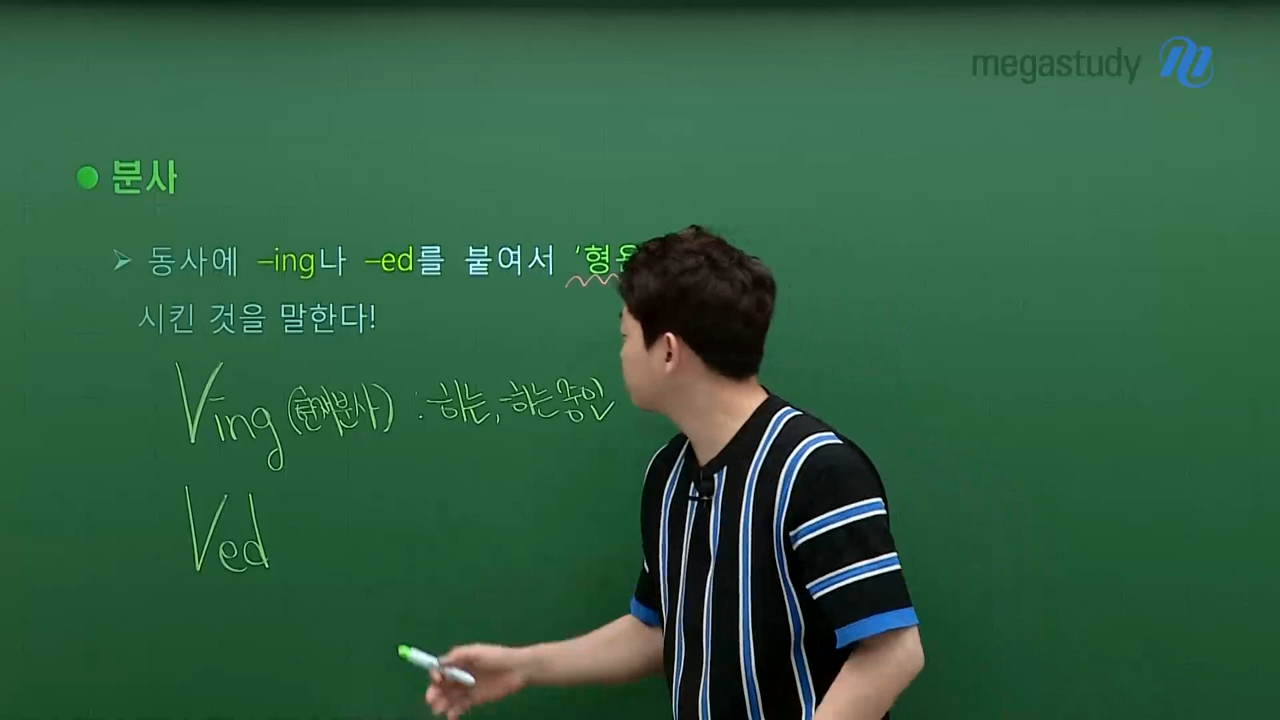 megastudy
분사
동사에 –ing나 –ed를 붙여서 '형용
시킨 것을 말한다!
Ving (현재분사) : 하는, 하는 중인
Ved